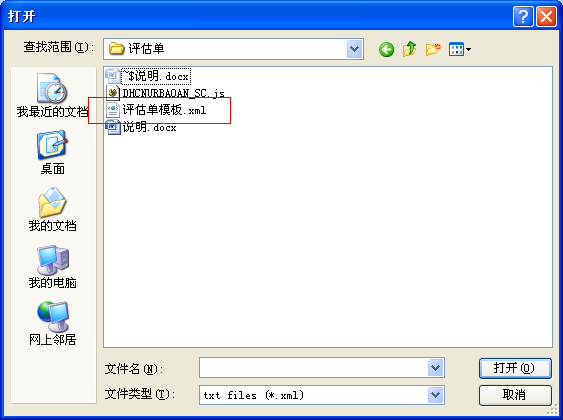 打开
查找范围(I):
评估单
我最近的文档
桌面
我的文档
我的电脑
网上邻居
~$说明.docx
DHCNURBAOAN_SC.js
评估单模板.xml
说明.docx
文件名(N):
打开(O)
文件类型(T):
txt files (*.xml)
取消